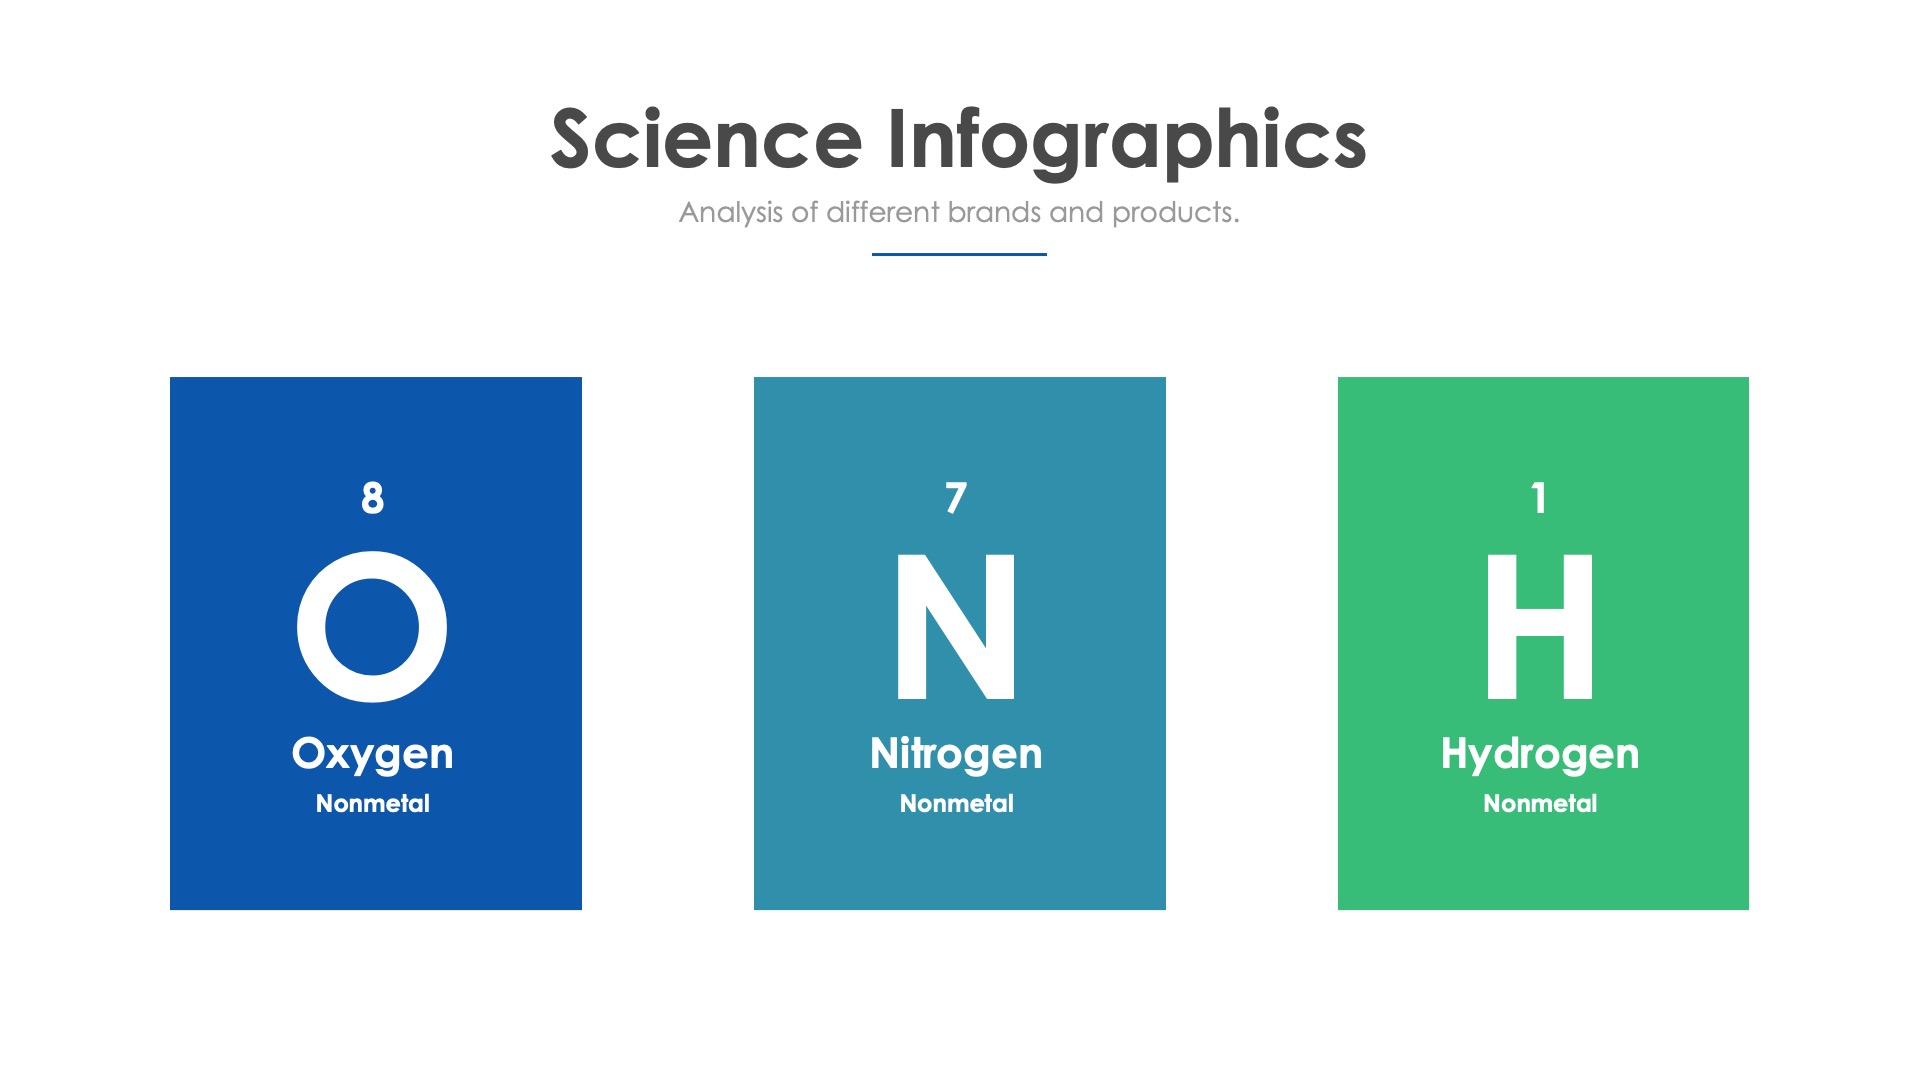 Science Infographics
Analysis of different brands and products.
8
O
Oxygen
Nonmetal
7
N
Nitrogen
Nonmetal
1
H
Hydrogen
Nonmetal